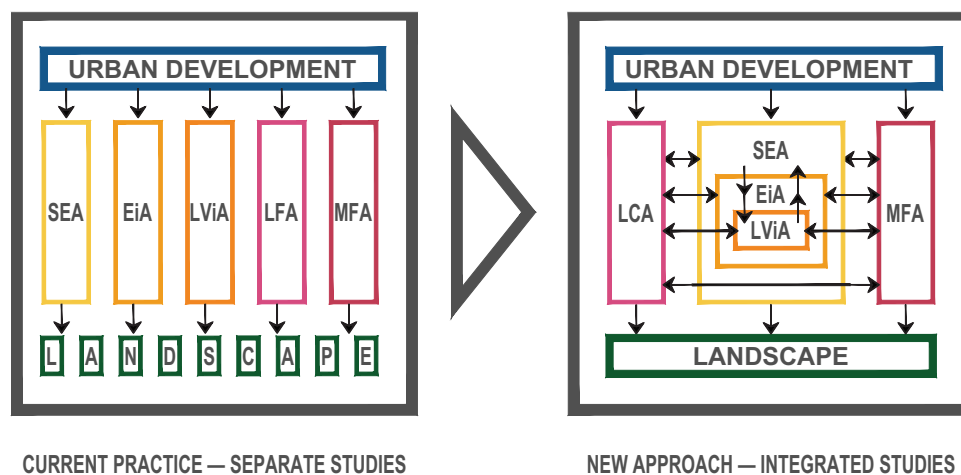 URBAN DEVELOPMENT
SEA EiA LViA LFA MFA
L A N D S C A P E
CURRENT PRACTICE — SEPARATE STUDIES
URBAN DEVELOPMENT
SEA
EiA
LCA LViA MFA
LANDSCAPE
NEW APPROACH — INTEGRATED STUDIES